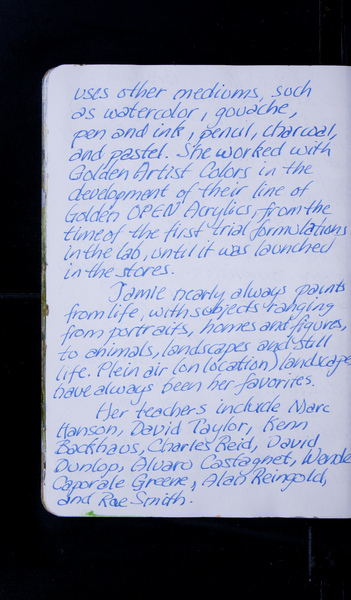 uses other mediums, such
as watercolor, gouache,
pen and ink, pencil, charcoal,
and pastel. She worked with
Golden Artist Colors in the
development of their line of
Golden OPEN Acrylics, from the
time of the first trial formulations
in the lab, until it was launched
in the stores.
Jamie nearly always paints
from life, with subjects ranging
from portraits, homes and figures,
to animals, landscapes and still
life. Plein air (on location) landscapes
have always been her favorites.
Her teachers include Marc
Hanson, David Taylor, Kenn
Backhaus, Charles Reid, David
Dunlop, Alvaro Castagnet, Wende
Caporale Greene, Alan Reingold,
and Rae Smith.